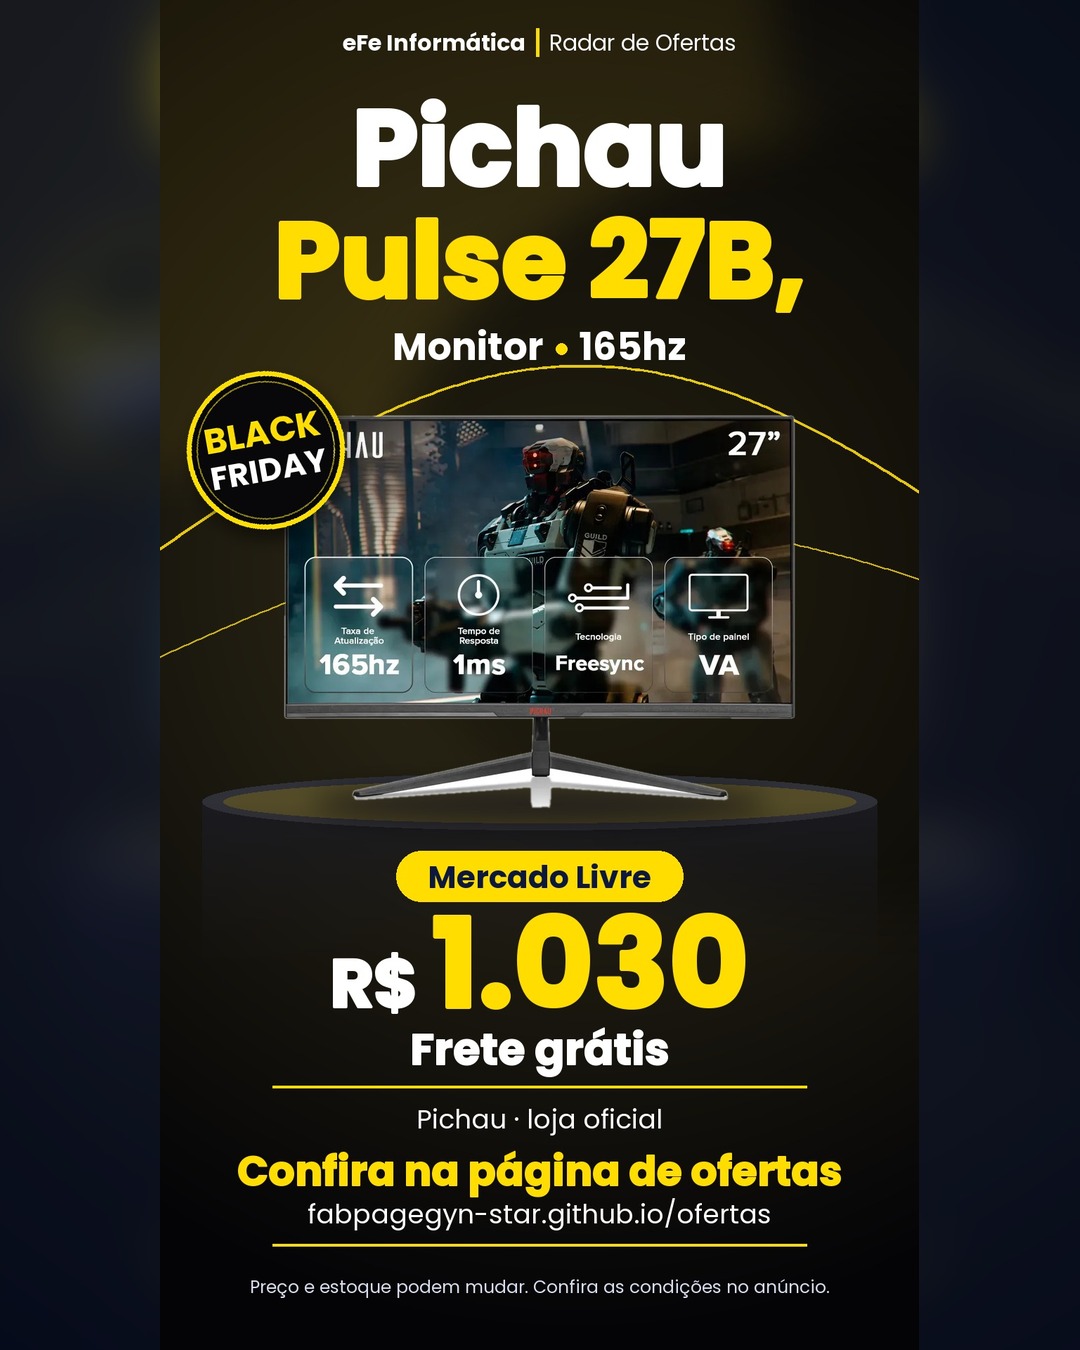 eFe Informática | Radar de Ofertas
Pichau
Pulse 27B,
Monitor • 165hz
BLACK
FRIDAY
27”
GUILD
Taxa de
Atualização
165hz
Tempo de
Resposta
1ms
Tecnologia
Freesync
Tipo de painel
VA
PICHAU
Mercado Livre
R$ 1.030
Frete grátis
Pichau · loja oficial
Confira na página de ofertas
fabpagegyn-star.github.io/ofertas
Preço e estoque podem mudar. Confira as condições no anúncio.